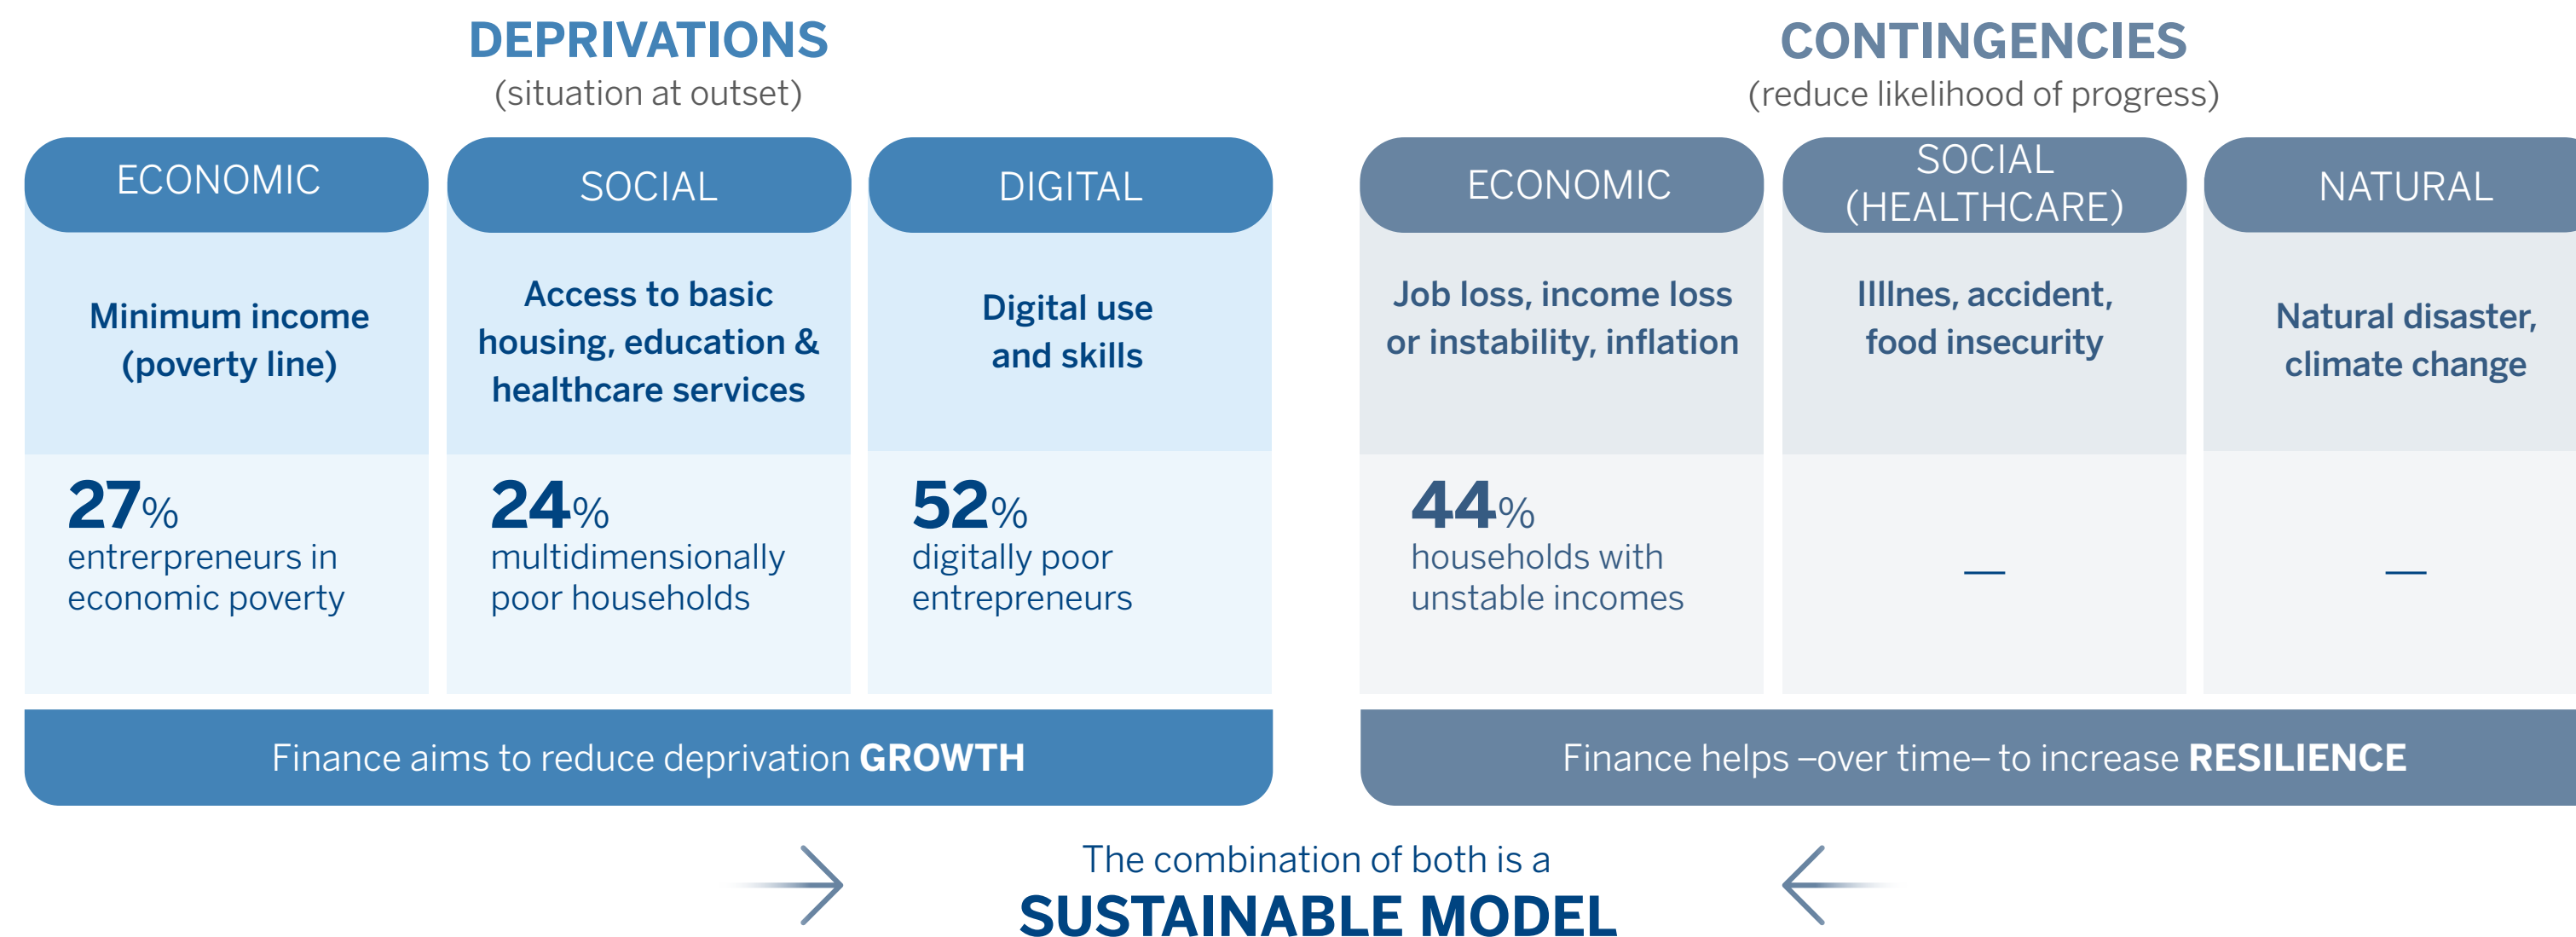 DEPRIVATIONS
(situation at outset)
ECONOMIC
SOCIAL
DIGITAL
Minimum income
(poverty line)
Access to basic
housing, education &
healthcare services
Digital use
and skills
27%
entrerpreneurs in
economic poverty
24%
multidimensionally
poor households
52%
digitally poor
entrepreneurs
Finance aims to reduce deprivation GROWTH
CONTINGENCIES
(reduce likelihood of progress)
ECONOMIC
SOCIAL
(HEALTHCARE)
NATURAL
Job loss, income loss
or instability, inflation
Illlnes, accident,
food insecurity
Natural disaster,
climate change
44%
households with
unstable incomes
—
—
Finance helps –over time– to increase RESILIENCE
The combination of both is a
SUSTAINABLE MODEL